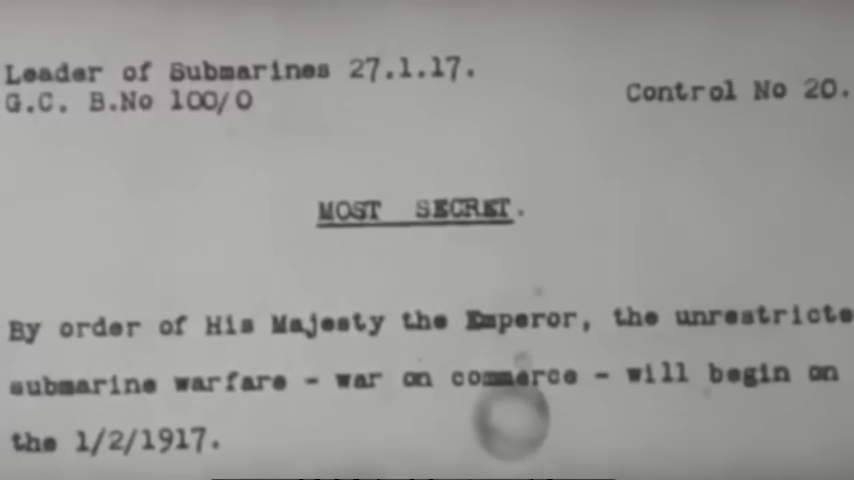 Leader of Submarines 27.1.17.
G.C. B.No 100/0
Control No 20.
MOST SECRET.
By order of His Majesty the Emperor, the unrestricte
submarine warfare - war on commerce - will begin on
the 1/2/1917.